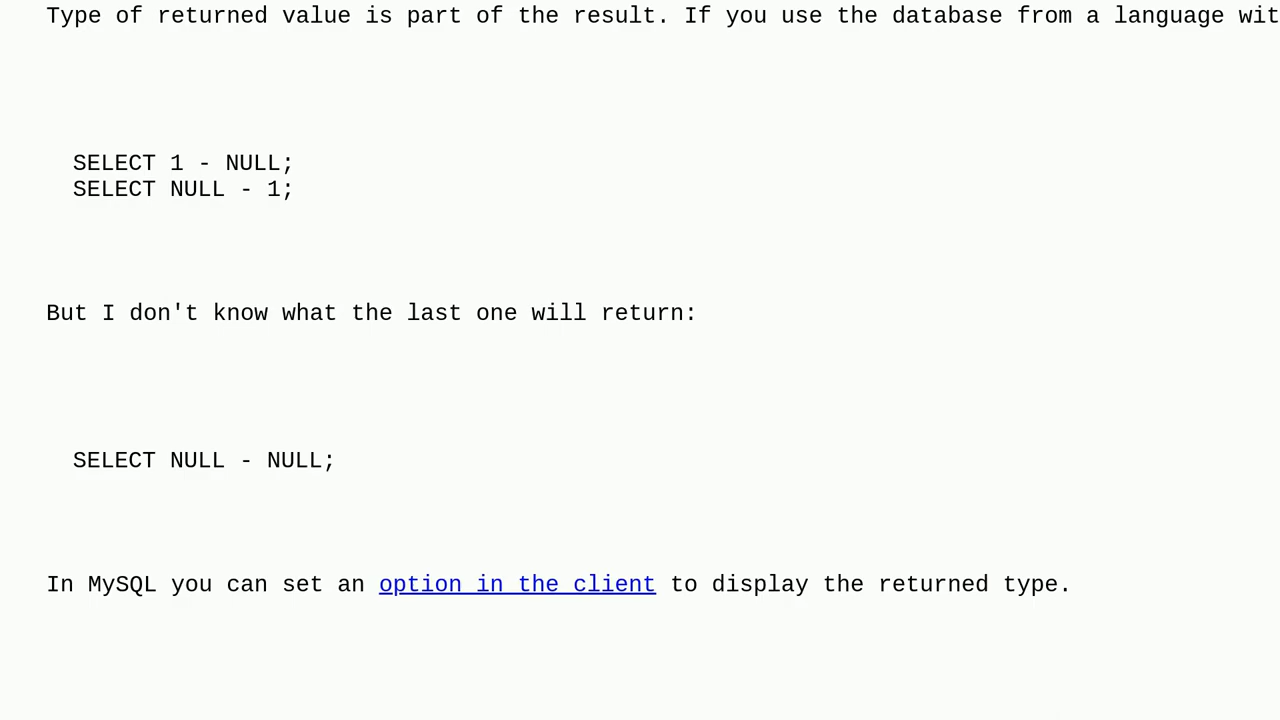 Type of returned value is part of the result. If you use the database from a language
SELECT 1 - NULL;
SELECT NULL - 1;
But I don't know what the last one will return:
SELECT NULL - NULL;
In MySQL you can set an option in the client to display the returned type.